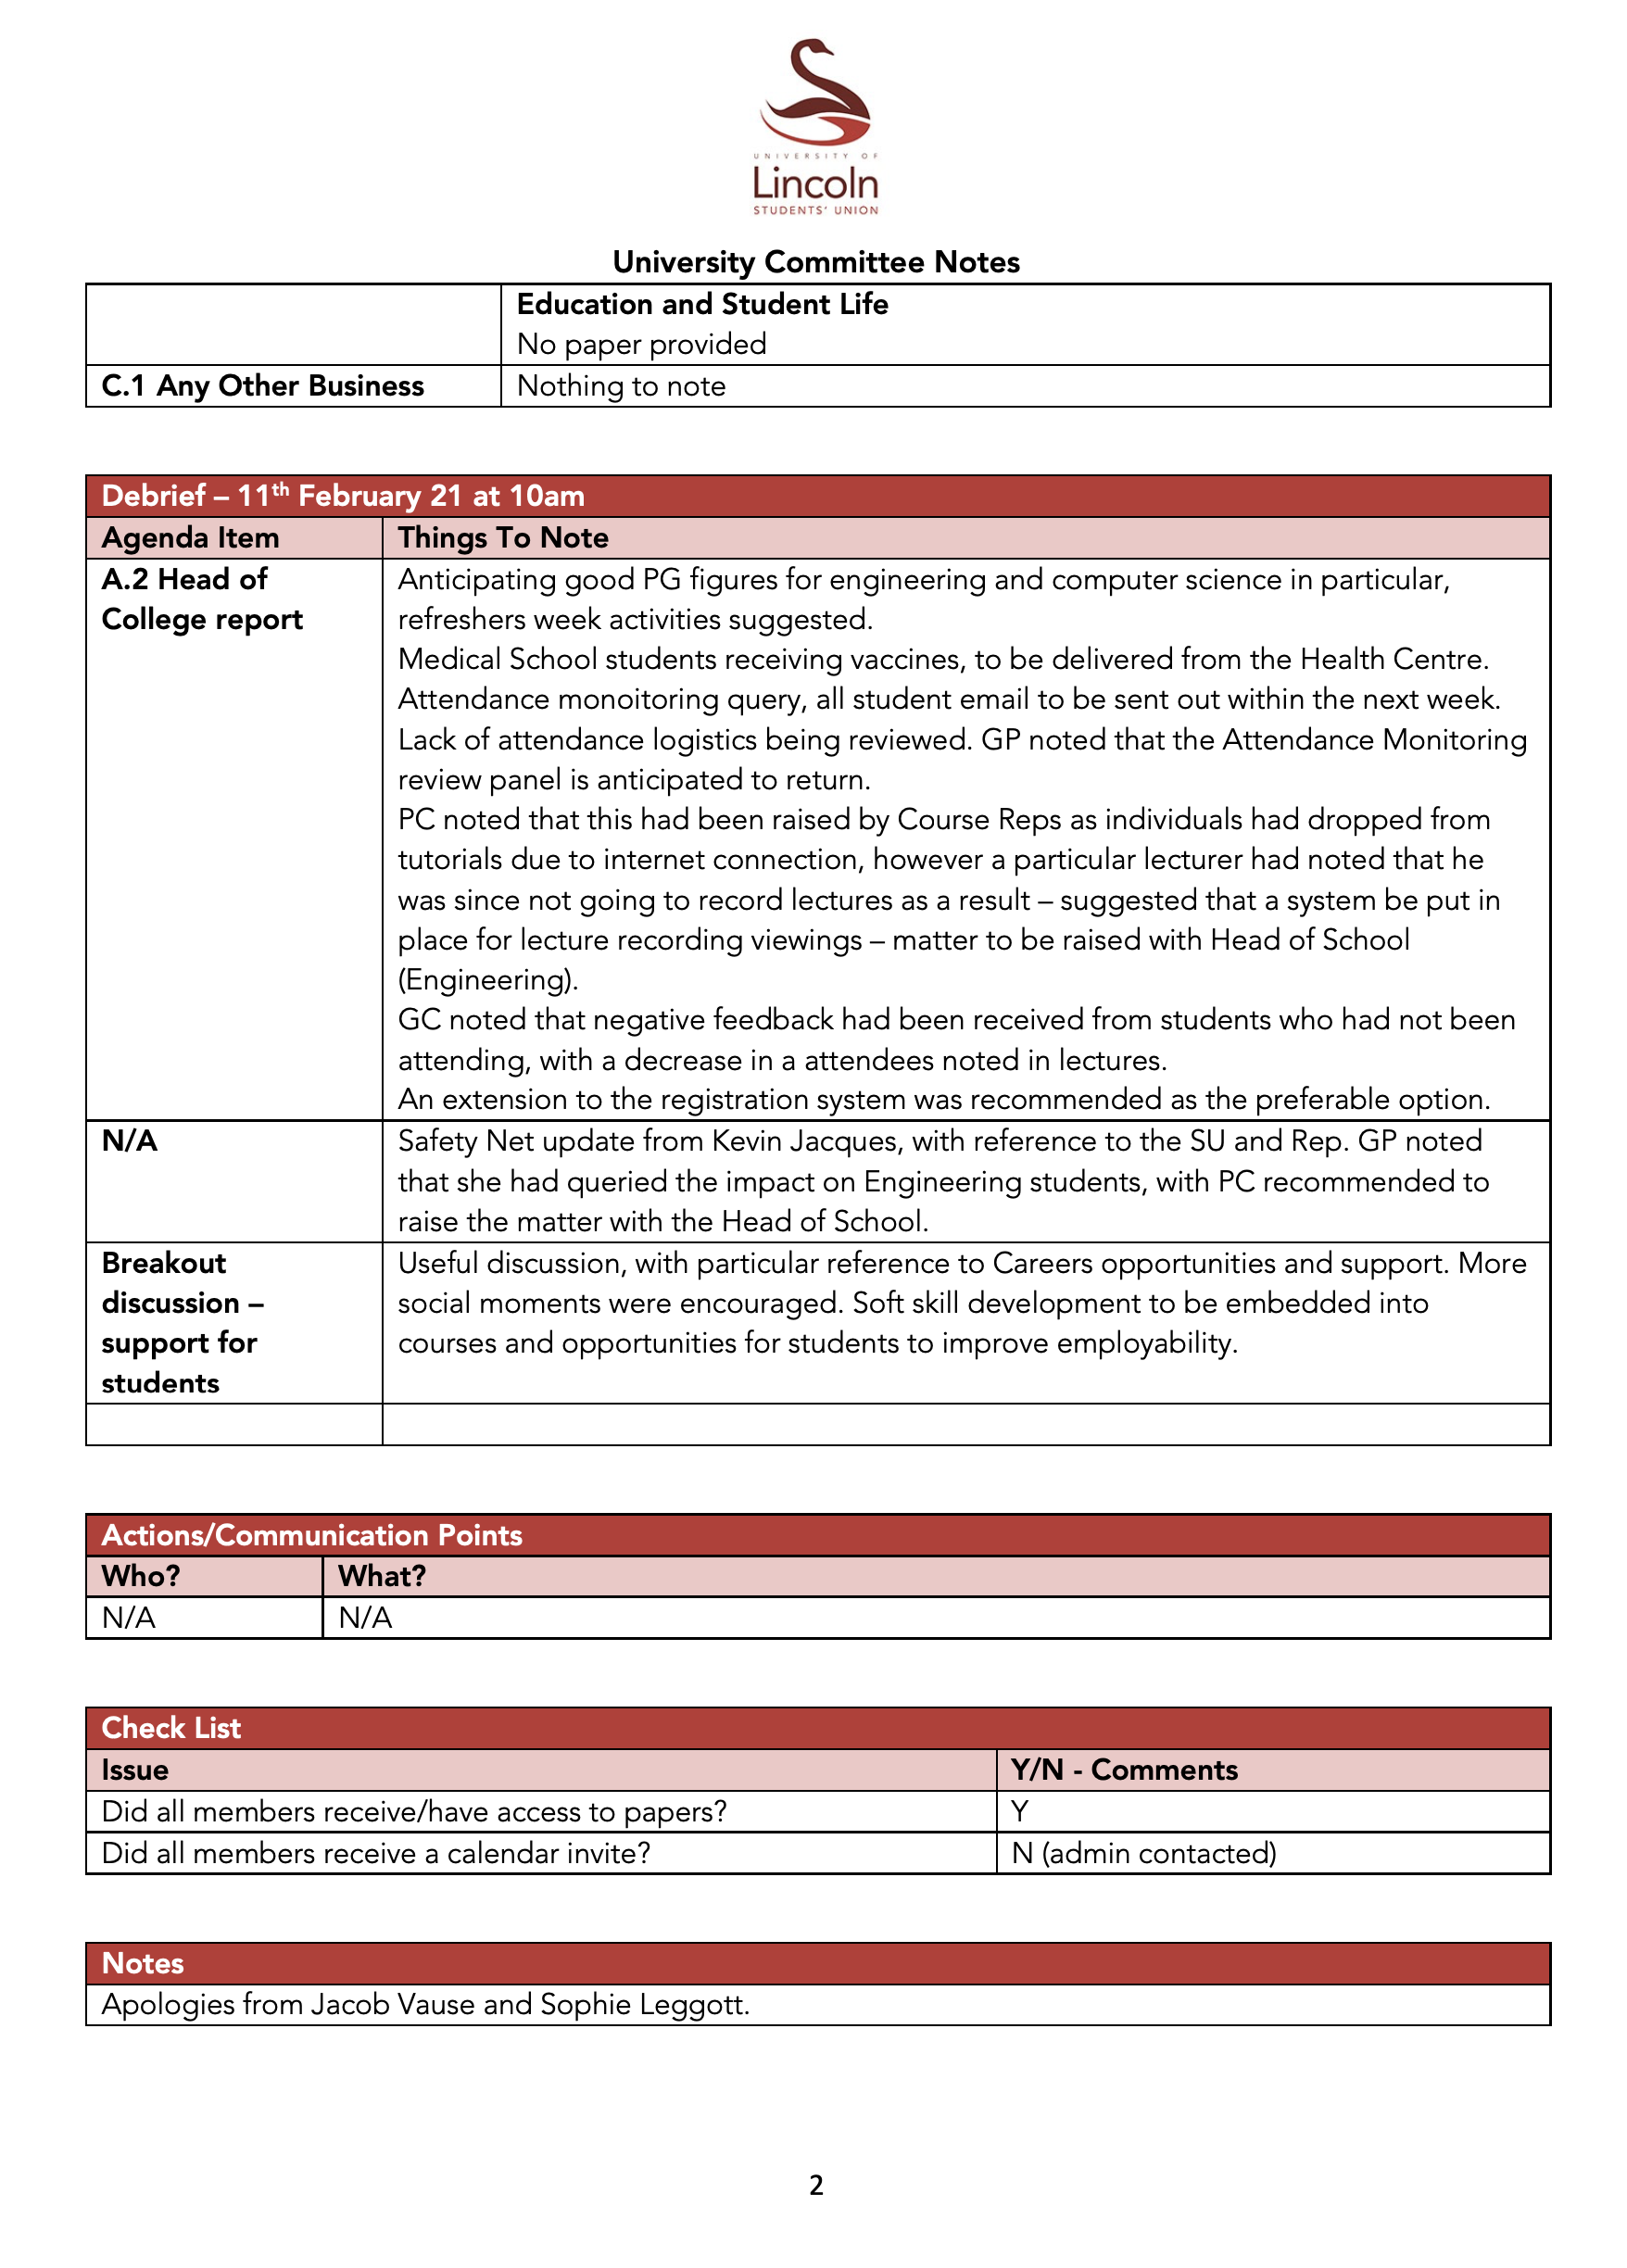 UNIVERSITY OF
Lincoln
STUDENTS' UNION
University Committee Notes
Education and Student Life
No paper provided
C.1 Any Other Business
Nothing to note
Debrief – 11th February 21 at 10am
Agenda Item
Things To Note
A.2 Head of
College report
Anticipating good PG figures for engineering and computer science in particular,
refreshers week activities suggested.
Medical School students receiving vaccines, to be delivered from the Health Centre.
Attendance monoitoring query, all student email to be sent out within the next week.
Lack of attendance logistics being reviewed. GP noted that the Attendance Monitoring
review panel is anticipated to return.
PC noted that this had been raised by Course Reps as individuals had dropped from
tutorials due to internet connection, however a particular lecturer had noted that he
was since not going to record lectures as a result – suggested that a system be put in
place for lecture recording viewings – matter to be raised with Head of School
(Engineering).
GC noted that negative feedback had been received from students who had not been
attending, with a decrease in a attendees noted in lectures.
An extension to the registration system was recommended as the preferable option.
N/A
Safety Net update from Kevin Jacques, with reference to the SU and Rep. GP noted
that she had queried the impact on Engineering students, with PC recommended to
raise the matter with the Head of School.
Breakout
discussion –
support for
students
Useful discussion, with particular reference to Careers opportunities and support. More
social moments were encouraged. Soft skill development to be embedded into
courses and opportunities for students to improve employability.
Actions/Communication Points
Who?
What?
N/A
N/A
Check List
Issue
Y/N - Comments
Did all members receive/have access to papers?
Y
Did all members receive a calendar invite?
N (admin contacted)
Notes
Apologies from Jacob Vause and Sophie Leggott.
2